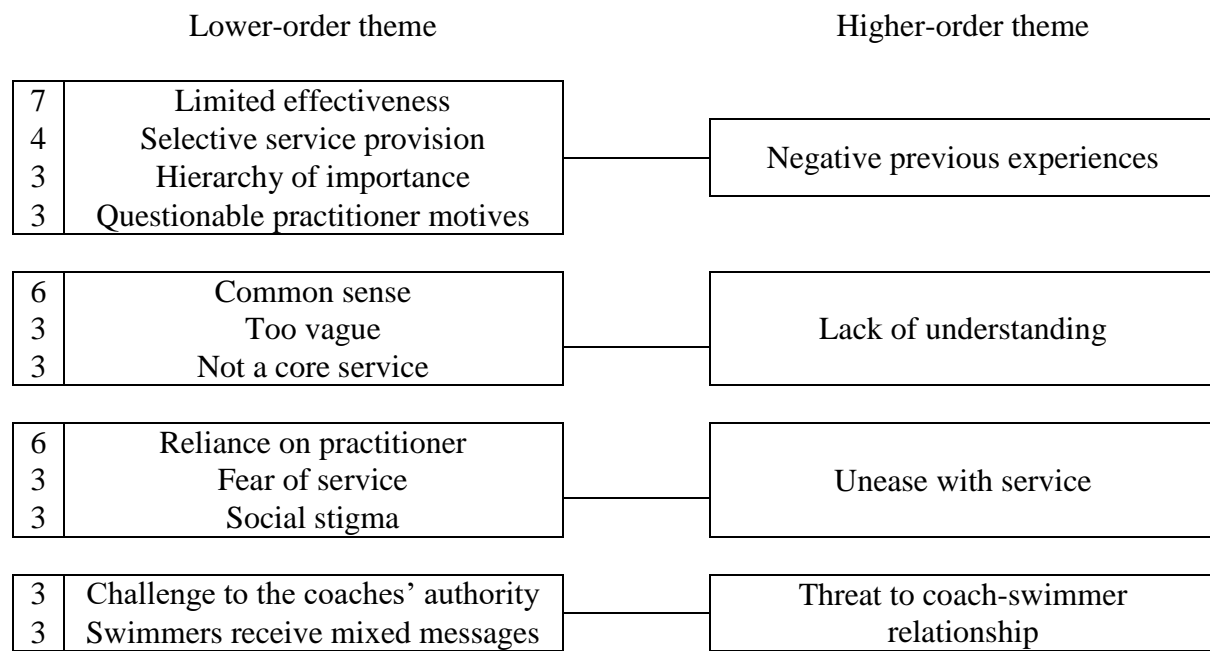 Lower-order theme Higher-order theme
7 Limited effectiveness
4 Selective service provision
3 Hierarchy of importance
3 Questionable practitioner motives
Negative previous experiences
6 Common sense
3 Too vague
3 Not a core service
Lack of understanding
6 Reliance on practitioner
3 Fear of service
3 Social stigma
Unease with service
3 Challenge to the coaches’ authority
3 Swimmers receive mixed messages
Threat to coach-swimmer
relationship